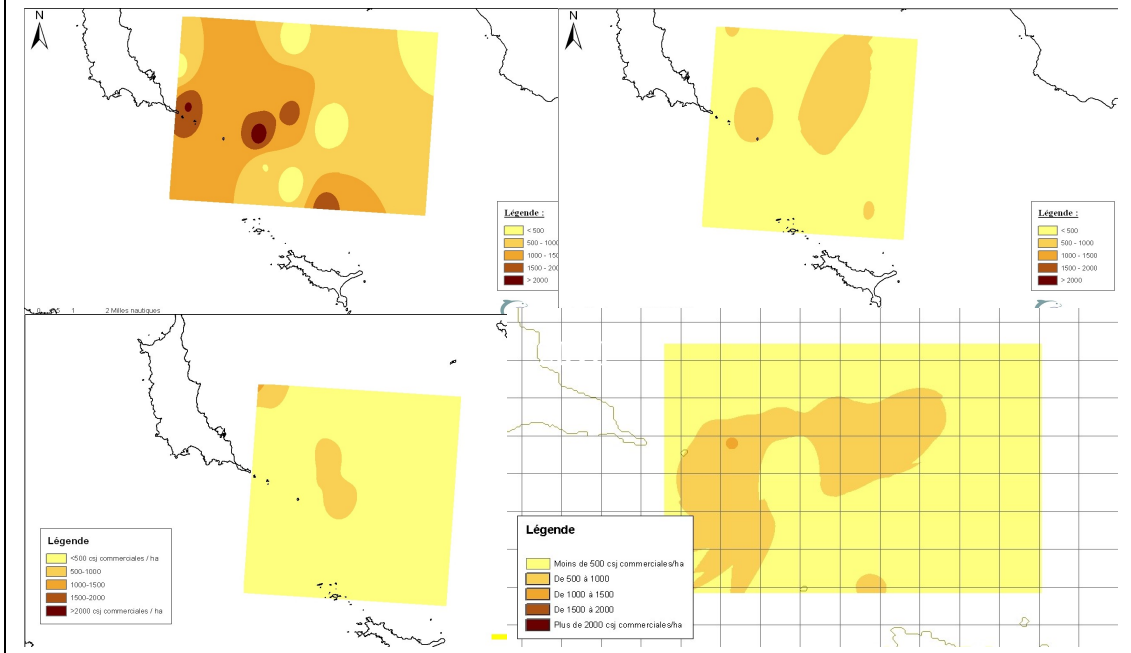 N
Légende :
< 500
500 - 1000
1000 - 150
1500 - 200
> 2000
1
2 Milles nautiques
N
Légende :
< 500
500 - 1000
1000 - 1500
1500 - 2000
> 2000
Légende
<500 csj commerciales / ha
500-1000
1000-1500
1500-2000
>2000 csj commerciales / ha
Légende
Moins de 500 csj commerciales/ha
De 500 à 1000
De 1000 à 1500
De 1500 à 2000
Plus de 2000 csj commerciales/ha